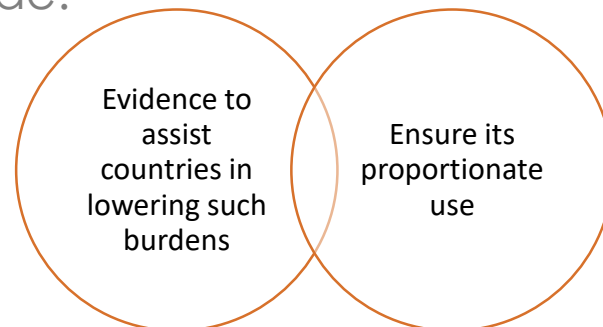 Evidence to
assist
countries in
lowering such
burdens
Ensure its
proportionate
use